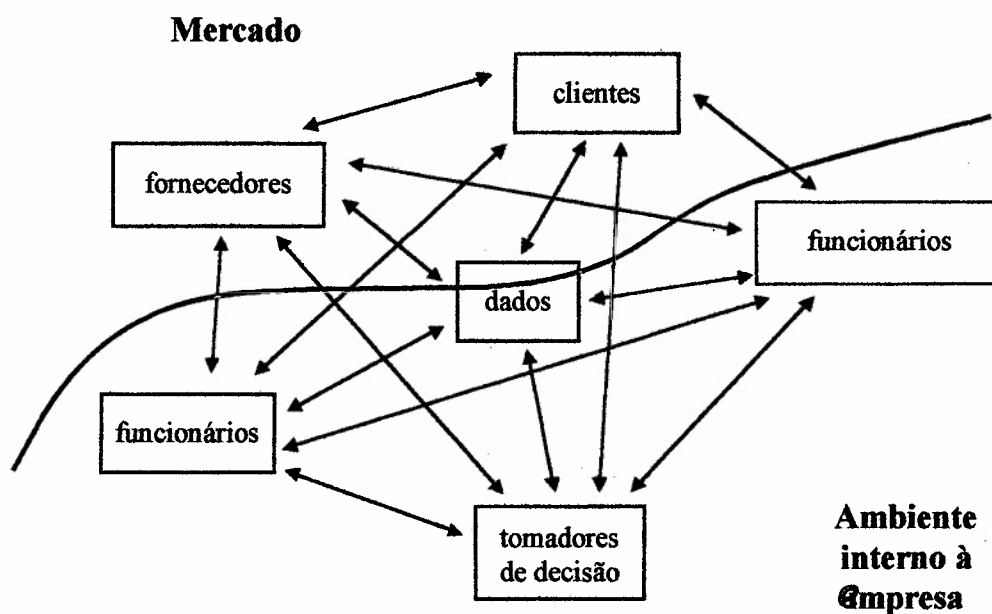 Mercado
clientes
fornecedores
funcionários
dados
funcionários
tomadores
de decisão
Ambiente
interno à
empresa